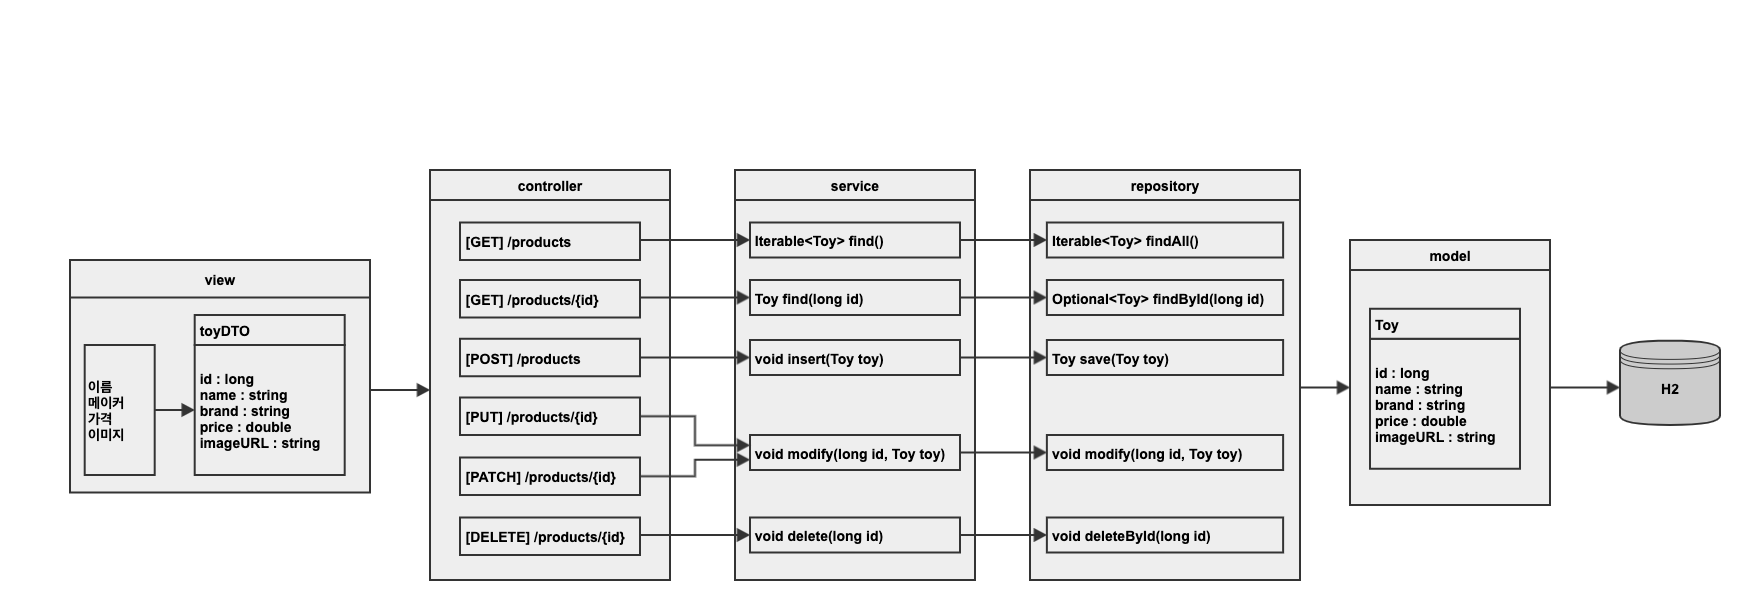 view
이름
메이커
가격
이미지
toyDTO
id : long
name : string
brand : string
price : double
imageURL : string
controller
[GET] /products
[GET] /products/{id}
[POST] /products
[PUT] /products/{id}
[PATCH] /products/{id}
[DELETE] /products/{id}
service
Iterable<Toy> find()
Toy find(long id)
void insert(Toy toy)
void modify(long id, Toy toy)
void delete(long id)
repository
Iterable<Toy> findAll()
Optional<Toy> findById(long id)
Toy save(Toy toy)
void modify(long id, Toy toy)
void deleteById(long id)
model
Toy
id : long
name : string
brand : string
price : double
imageURL : string
H2